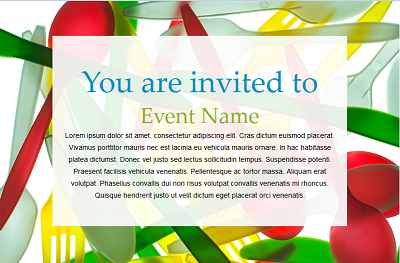 You are invited to
Event Name
Lorem ipsum dolor sit amet, consectetur adipiscing elit. Cras dictum euismod placerat.
Vivamus porttitor mauris nec est lacinia eu vehicula mauris ornare. In hac habitasse
platea dictumst. Donec vel justo sed lectus sollicitudin tempus. Suspendisse potenti.
Praesent facilisis vehicula venenatis. Pellentesque ac tortor massa. Aliquam erat
volutpat. Phasellus convallis dui non risus volutpat convallis venenatis mi rhoncus.
Quisque hendrerit justo ut velit dictum eget placerat orci venenatis.